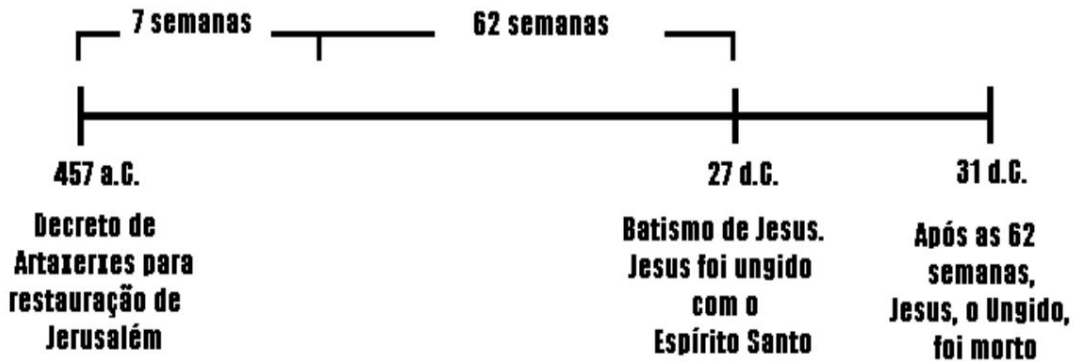 7 semanas
62 semanas
457 a.C.
Decreto de
Artaxerxes para
restauração de
Jerusalém
27 d.C.
Batismo de Jesus.
Jesus foi ungido
com o
Espírito Santo
31 d.C.
Após as 62
semanas,
Jesus, o Ungido,
foi morto